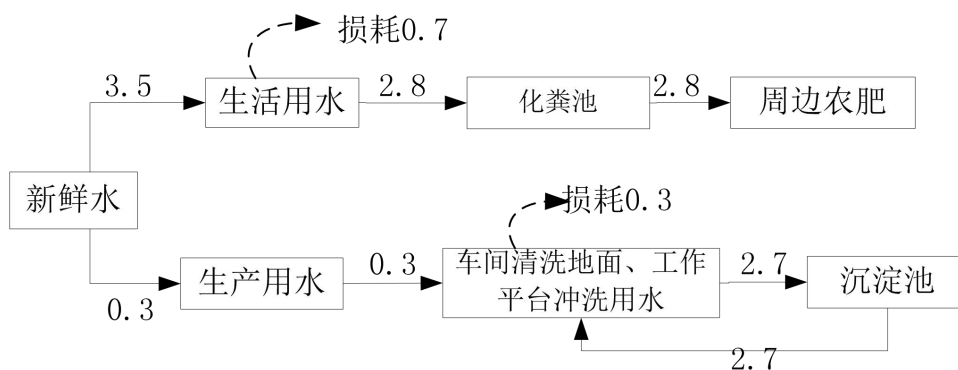 损耗0.7
3.5
生活用水
2.8
化粪池
2.8
周边农肥
新鲜水
损耗0.3
0.3
生产用水
0.3
车间清洗地面、工作
平台冲洗用水
2.7
沉淀池
2.7